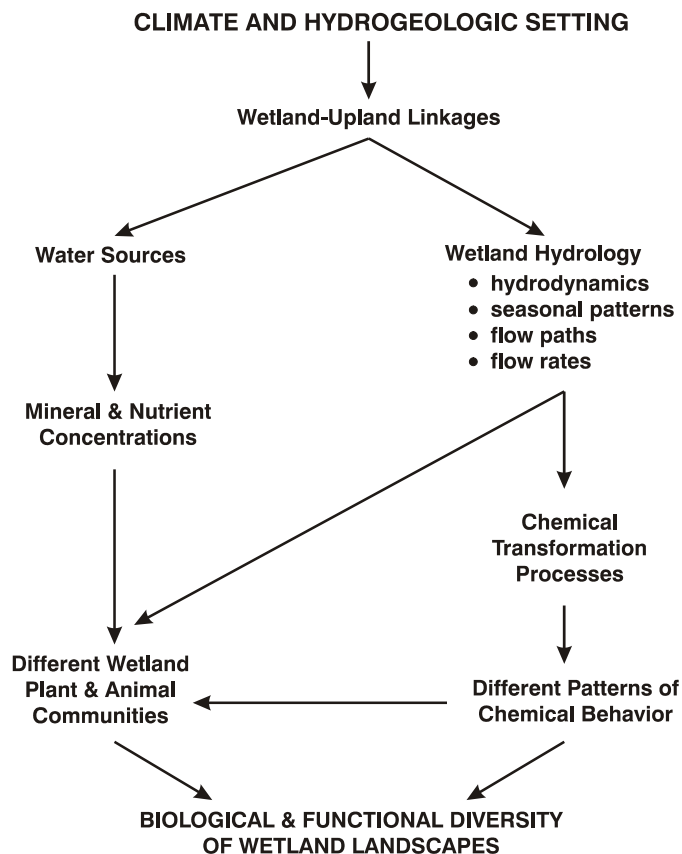 CLIMATE AND HYDROGEOLOGIC SETTING
Wetland-Upland Linkages
Water Sources
Wetland Hydrology
• hydrodynamics
• seasonal patterns
• flow paths
• flow rates
Mineral & Nutrient
Concentrations
Chemical
Transformation
Processes
Different Wetland
Plant & Animal
Communities
Different Patterns of
Chemical Behavior
BIOLOGICAL & FUNCTIONAL DIVERSITY
OF WETLAND LANDSCAPES